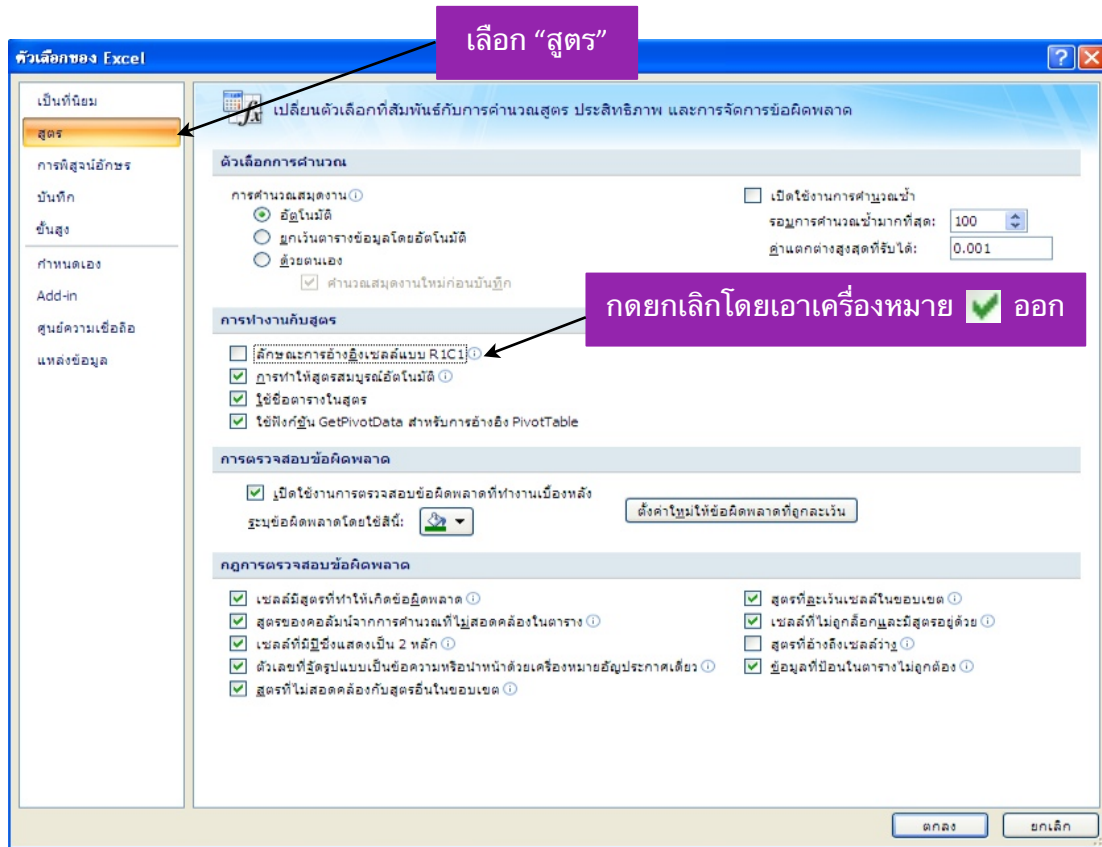 เลือก “สูตร”
ตัวเลือกของ Excel
เป็นที่นิยม
สูตร
การพิสูจน์อักษร
บันทึก
ขั้นสูง
กำหนดเอง
Add-in
ศูนย์ความเชื่อถือ
แหล่งข้อมูล
เปลี่ยนตัวเลือกที่สัมพันธ์กับการคำนวณสูตร ประสิทธิภาพ และการจัดการข้อผิดพลาด
ตัวเลือกการคำนวณ
การคำนวณสมุดงาน
อัตโนมัติ
ยกเว้นตารางข้อมูลโดยอัตโนมัติ
ด้วยตนเอง
คำนวณสมุดงานใหม่ก่อนบันทึก
เปิดใช้งานการคำนวณซ้ำ
รอบการคำนวณซ้ำมากที่สุด: 100
ค่าแตกต่างสูงสุดที่รับได้: 0.001
กดยกเลิกโดยเอาเครื่องหมาย ออก
การทำงานกับสูตร
ลักษณะการอ้างอิงเซลล์แบบ R1C1
การทำให้สูตรสมบูรณ์อัตโนมัติ
ใช้ชื่อตารางในสูตร
ใช้ฟังก์ชัน GetPivotData สำหรับการอ้างอิง PivotTable
การตรวจสอบข้อผิดพลาด
เปิดใช้งานการตรวจสอบข้อผิดพลาดที่ทำงานเบื้องหลัง
ระบุข้อผิดพลาดโดยใช้สีนี้:
ตั้งค่าใหม่ให้ข้อผิดพลาดที่ถูกละเว้น
กฎการตรวจสอบข้อผิดพลาด
เซลล์มีสูตรที่ทำให้เกิดข้อผิดพลาด
สูตรของคอลัมน์จากการคำนวณที่ไม่สอดคล้องในตาราง
เซลล์ที่มีปีซึ่งแสดงเป็น 2 หลัก
ตัวเลขที่จัดรูปแบบเป็นข้อความหรือนำหน้าด้วยเครื่องหมายอัญประกาศเดี่ยว
สูตรที่ไม่สอดคล้องกับสูตรอื่นในขอบเขต
สูตรที่ละเว้นเซลล์ในขอบเขต
เซลล์ที่ไม่ถูกล็อกและมีสูตรอยู่ด้วย
สูตรที่อ้างถึงเซลล์ว่าง
ข้อมูลที่ป้อนในตารางไม่ถูกต้อง
ตกลง
ยกเลิก